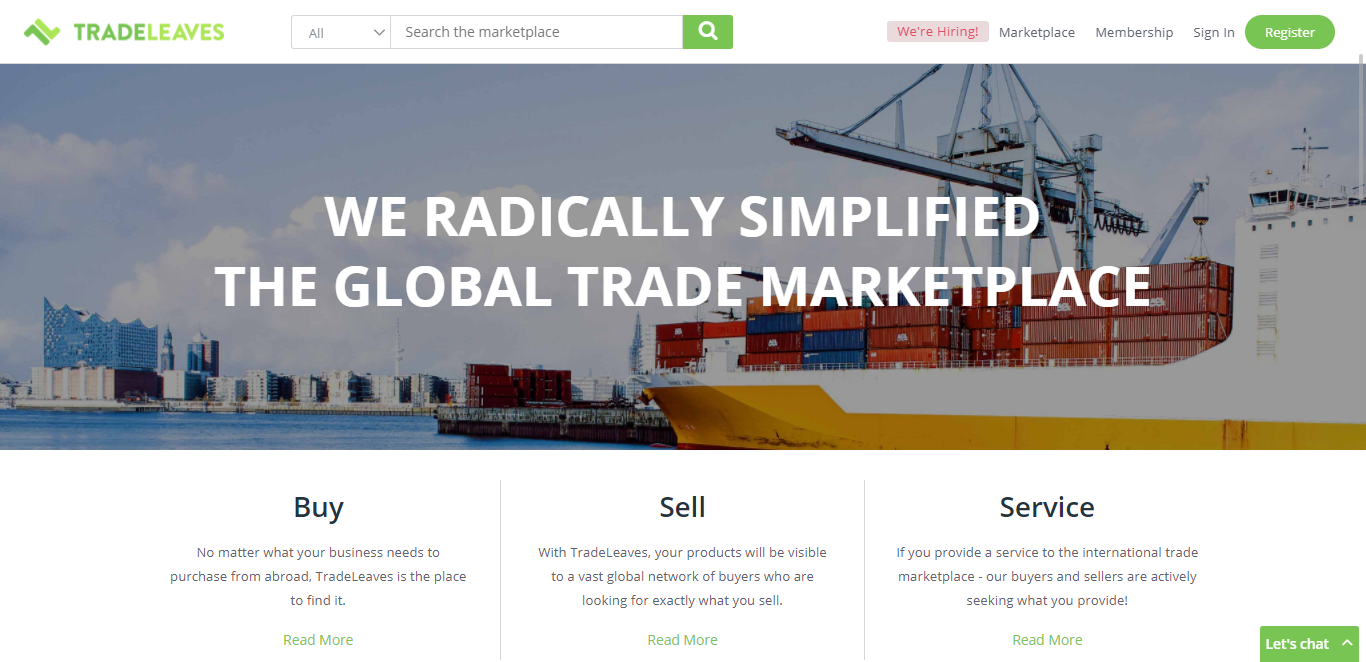 TRADELEAVES
All
Search the marketplace
We're Hiring!
Marketplace
Membership
Sign In
Register
WE RADICALLY SIMPLIFIED
THE GLOBAL TRADE MARKETPLACE
Buy
No matter what your business needs to
purchase from abroad, TradeLeaves is the place
to find it.
Read More
Sell
With TradeLeaves, your products will be visible
to a vast global network of buyers who are
looking for exactly what you sell.
Read More
Service
If you provide a service to the international trade
marketplace - our buyers and sellers are actively
seeking what you provide!
Read More
Let's chat